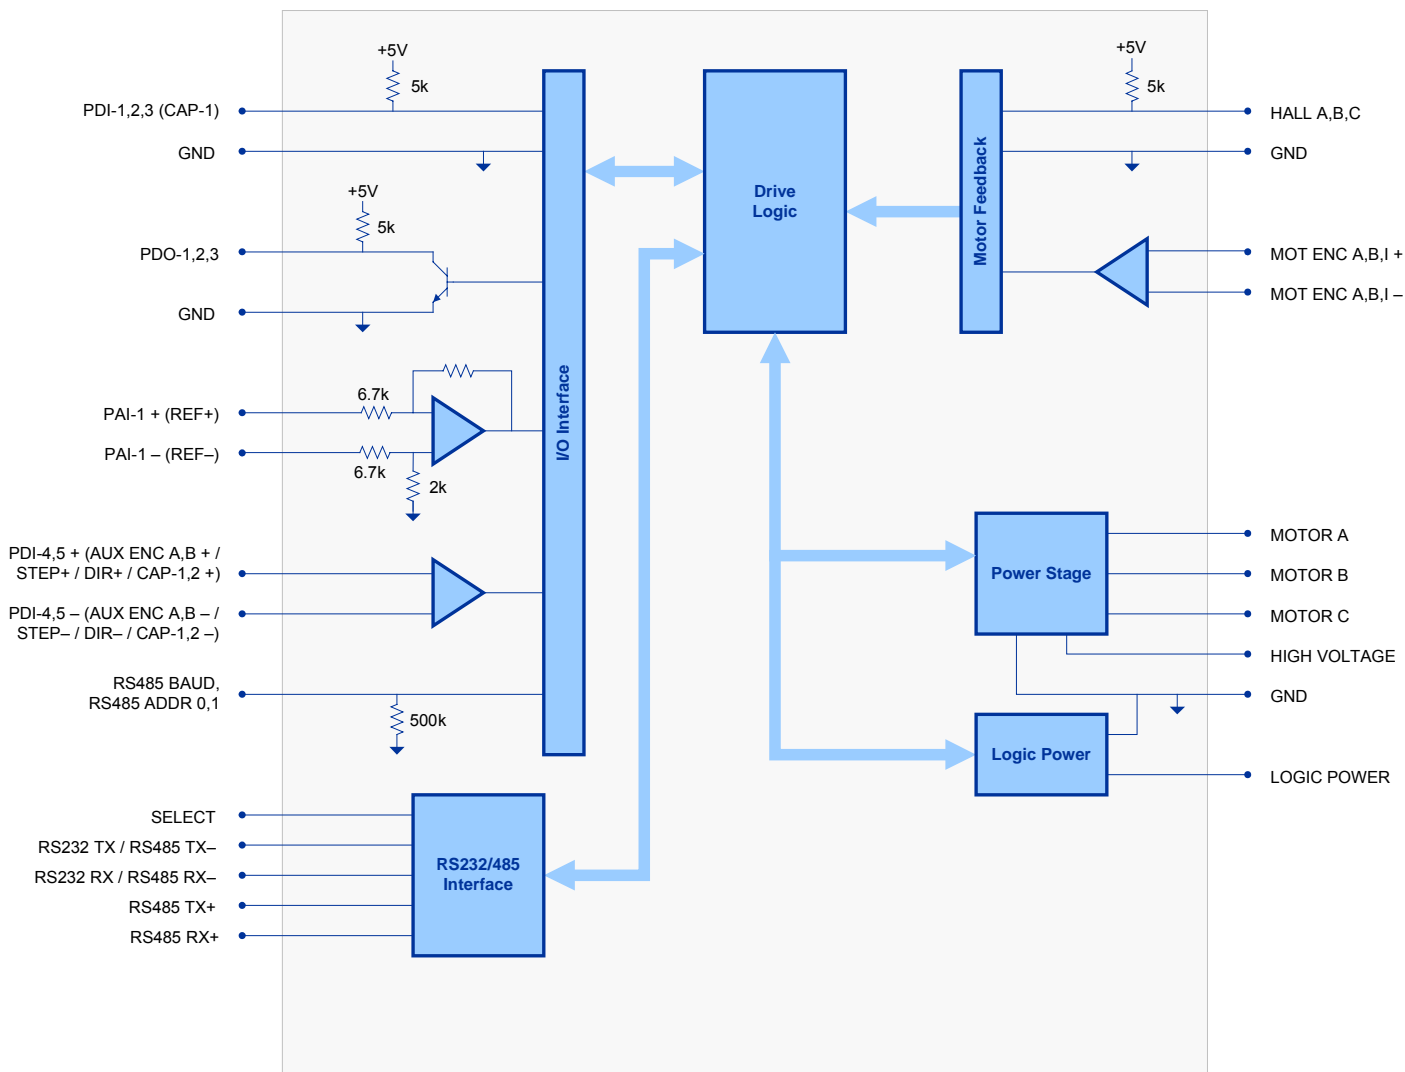 +5V
5k
PDI-1,2,3 (CAP-1)
GND
+5V
5k
PDO-1,2,3
GND
6.7k
PAI-1 + (REF+)
PAI-1 – (REF–)
6.7k
2k
PDI-4,5 + (AUX ENC A,B + /
STEP+ / DIR+ / CAP-1,2 +)
PDI-4,5 – (AUX ENC A,B – /
STEP– / DIR– / CAP-1,2 –)
RS485 BAUD,
RS485 ADDR 0,1
500k
SELECT
RS232 TX / RS485 TX–
RS232 RX / RS485 RX–
RS485 TX+
RS485 RX+
I/O Interface
RS232/485
Interface
Drive
Logic
Motor Feedback
+5V
5k
HALL A,B,C
GND
MOT ENC A,B,I +
MOT ENC A,B,I –
Power Stage
MOTOR A
MOTOR B
MOTOR C
HIGH VOLTAGE
GND
Logic Power
LOGIC POWER